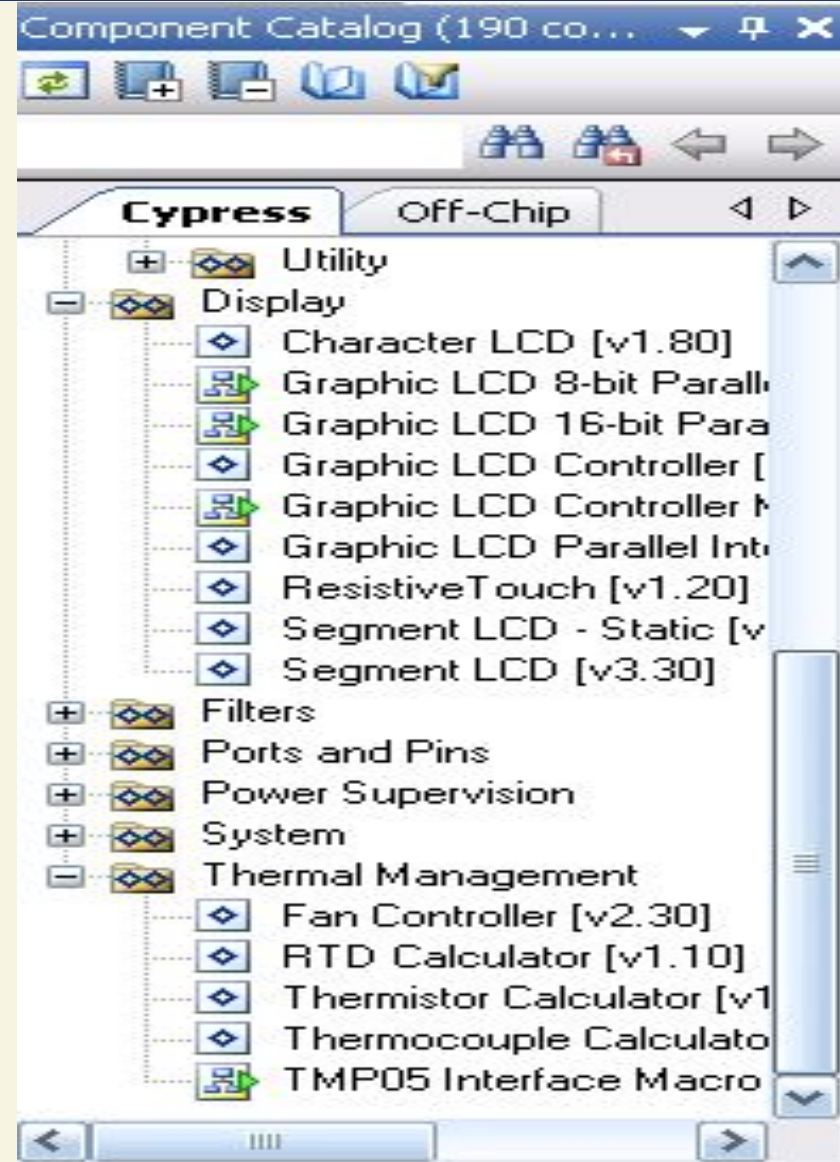 Component Catalog (190 co...
Cypress Off-Chip
Utility
Display
Character LCD [v1.80]
Graphic LCD 8-bit Parall
Graphic LCD 16-bit Para
Graphic LCD Controller [
Graphic LCD Controller
Graphic LCD Parallel Int
ResistiveTouch [v1.20]
Segment LCD - Static [v
Segment LCD [v3.30]
Filters
Ports and Pins
Power Supervision
System
Thermal Management
Fan Controller [v2.30]
RTD Calculator [v1.10]
Thermistor Calculator [v1
Thermocouple Calculato
TMP05 Interface Macro